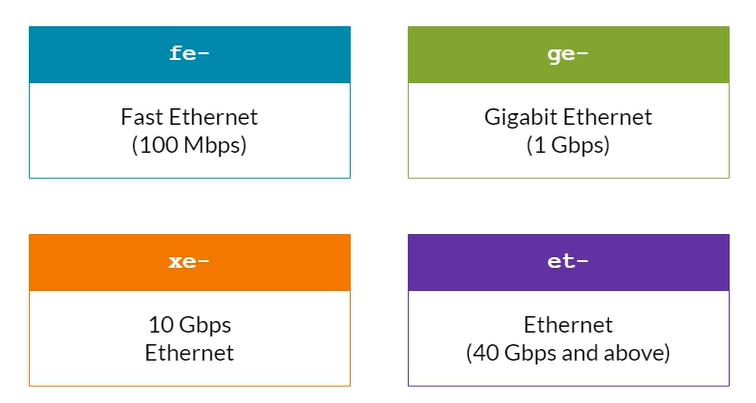 fe-
Fast Ethernet
(100 Mbps)
ge-
Gigabit Ethernet
(1 Gbps)
xe-
10 Gbps
Ethernet
et-
Ethernet
(40 Gbps and above)